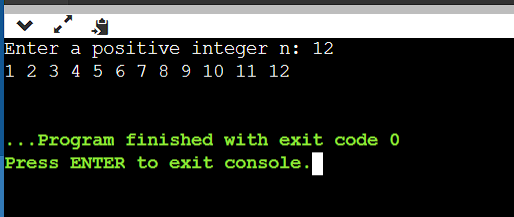 Enter a positive integer n: 12
1 2 3 4 5 6 7 8 9 10 11 12
...Program finished with exit code 0
Press ENTER to exit console.